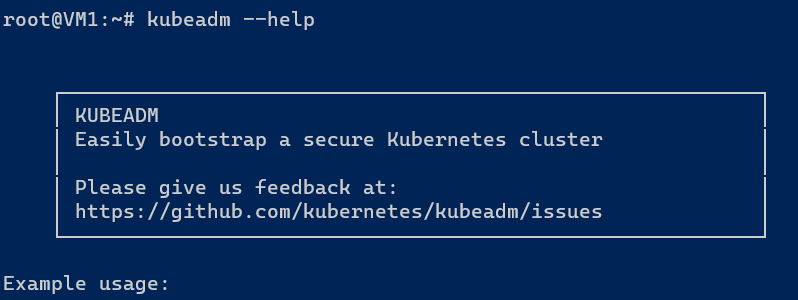 root@VM1:~# kubeadm --help
KUBEADM
Easily bootstrap a secure Kubernetes cluster
Please give us feedback at:
https://github.com/kubernetes/kubeadm/issues
Example usage: